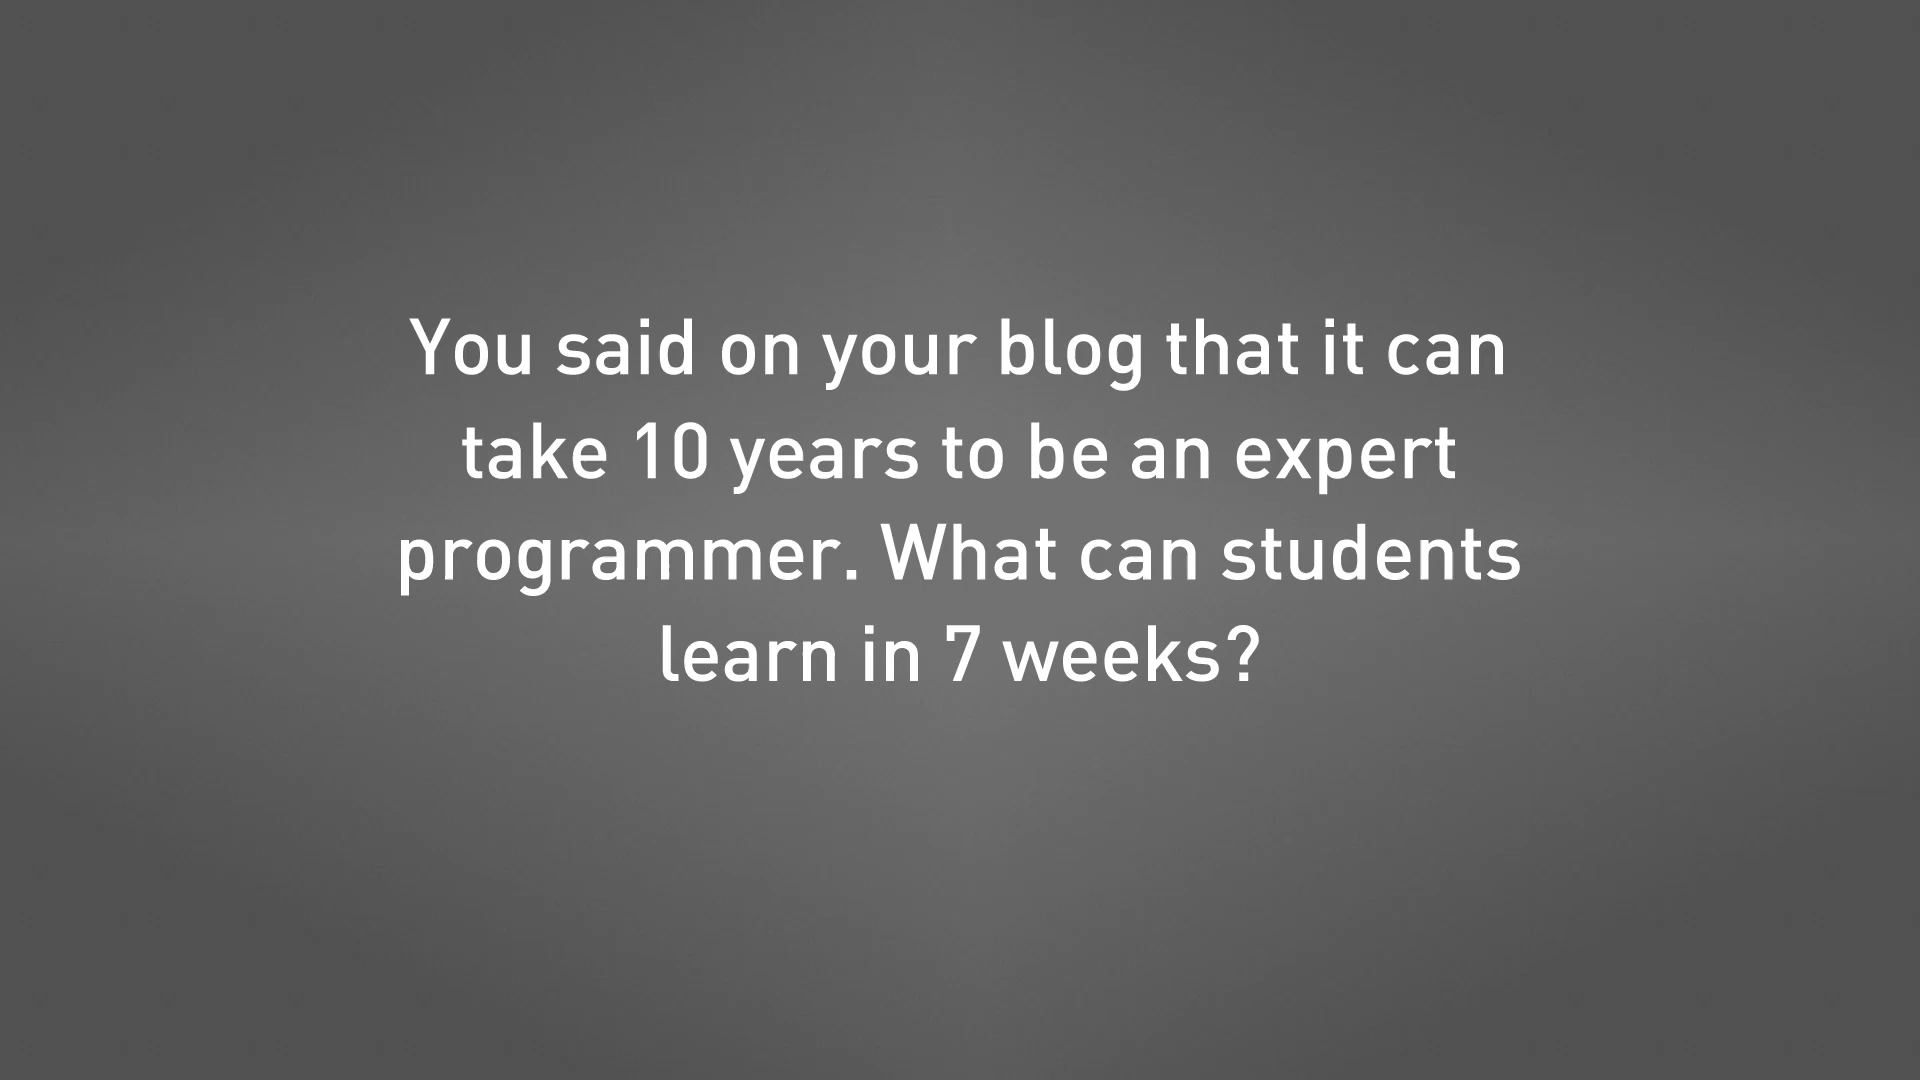 You said on your blog that it can
take 10 years to be an expert
programmer. What can students
learn in 7 weeks?